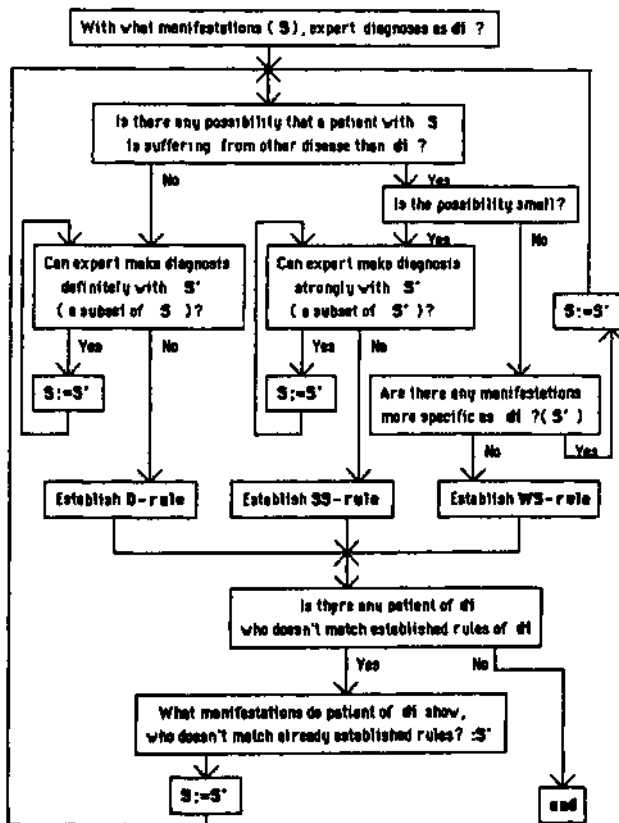 With what manifestations ( S ), expert diagnoses as di ?
Is there any possibility that a patient with S
is suffering from other disease than di ?
No
Yes
Is the possibility small?
Yes
No
Can expert make diagnosis
definitely with S'
( a subset of S )?
Can expert make diagnosis
strongly with S'
( a subset of S' )?
S:=S'
Yes
No
Yes
No
S:=S'
S:=S'
Are there any manifestations
more specific as di ?( S' )
No
Yes
Establish D-rule
Establish SS-rule
Establish WS-rule
Is there any patient of di
who doesn't match established rules of di
Yes
No
What manifestations do patient of di show,
who doesn't match already established rules? :S'
S:=S'
end